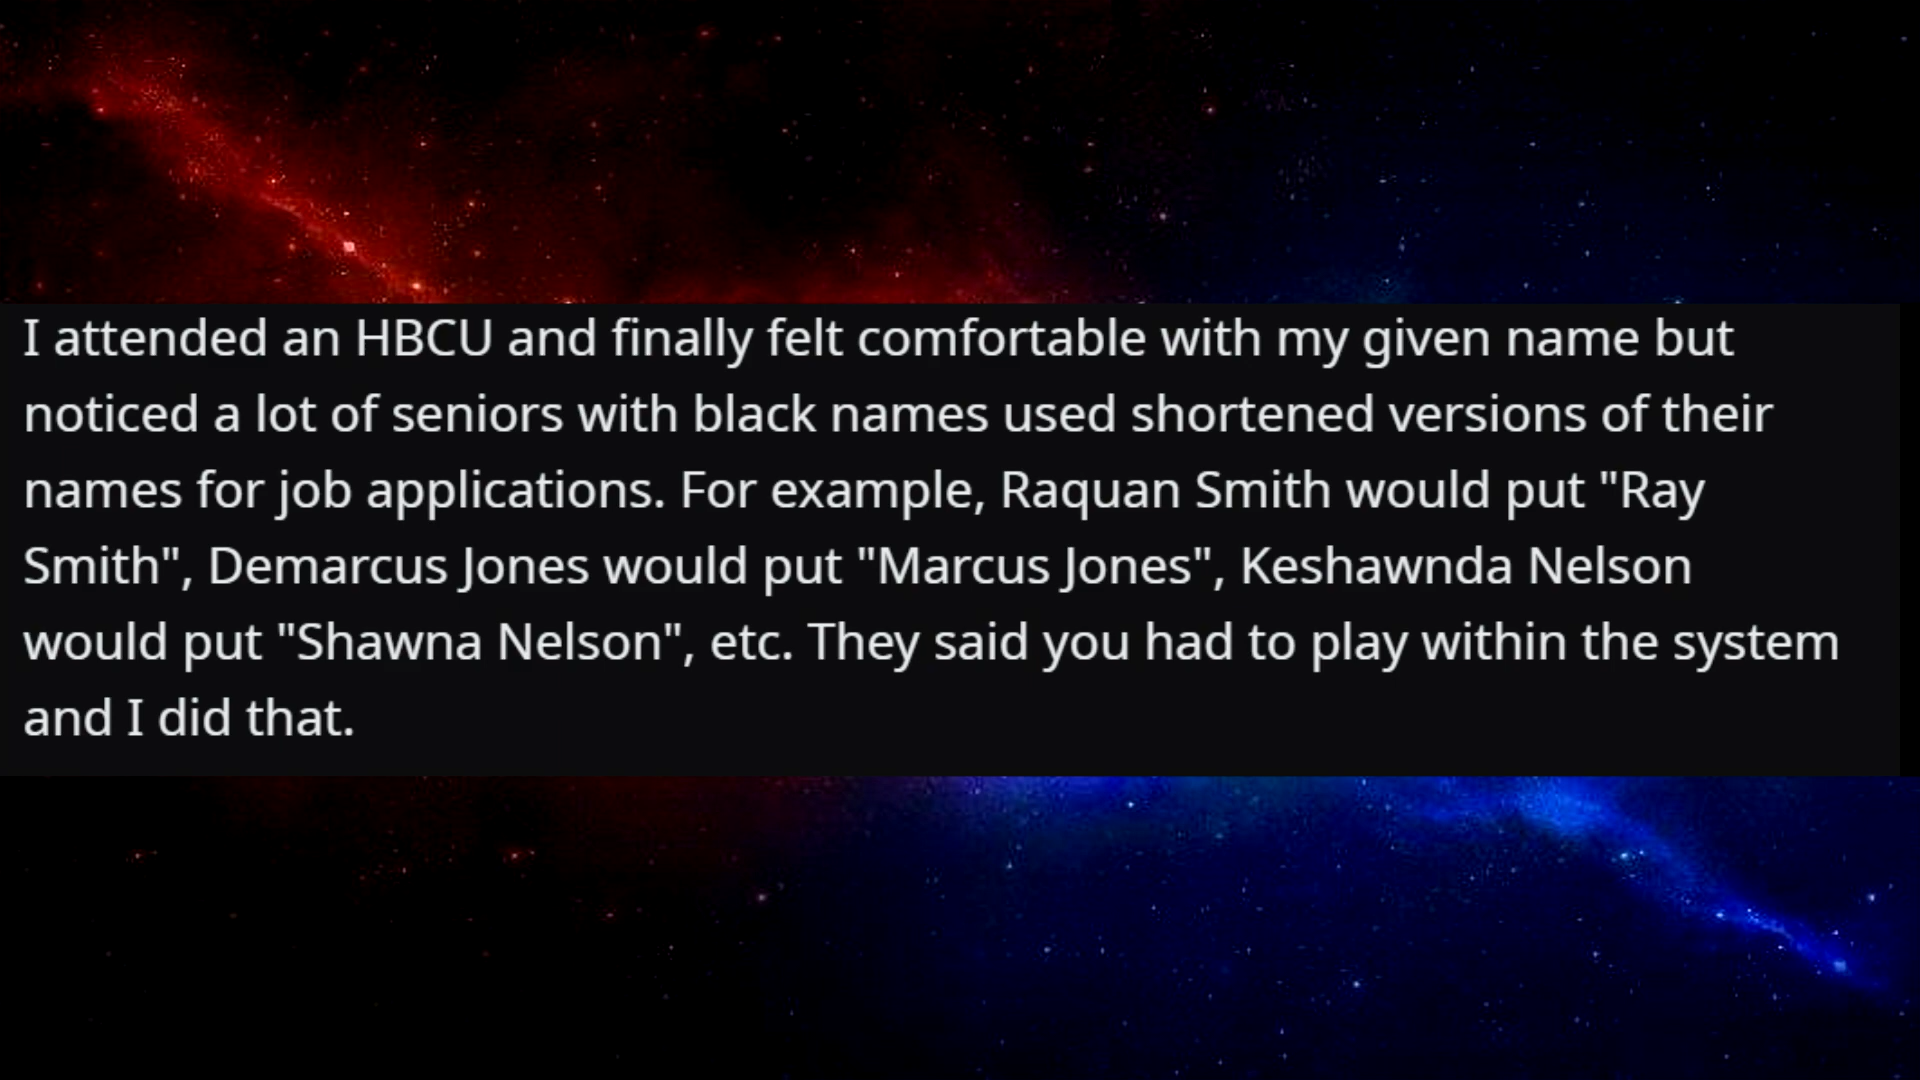 I attended an HBCU and finally felt comfortable with my given name but
noticed a lot of seniors with black names used shortened versions of their
names for job applications. For example, Raquan Smith would put "Ray
Smith", Demarcus Jones would put "Marcus Jones", Keshawnda Nelson
would put "Shawna Nelson", etc. They said you had to play within the system
and I did that.